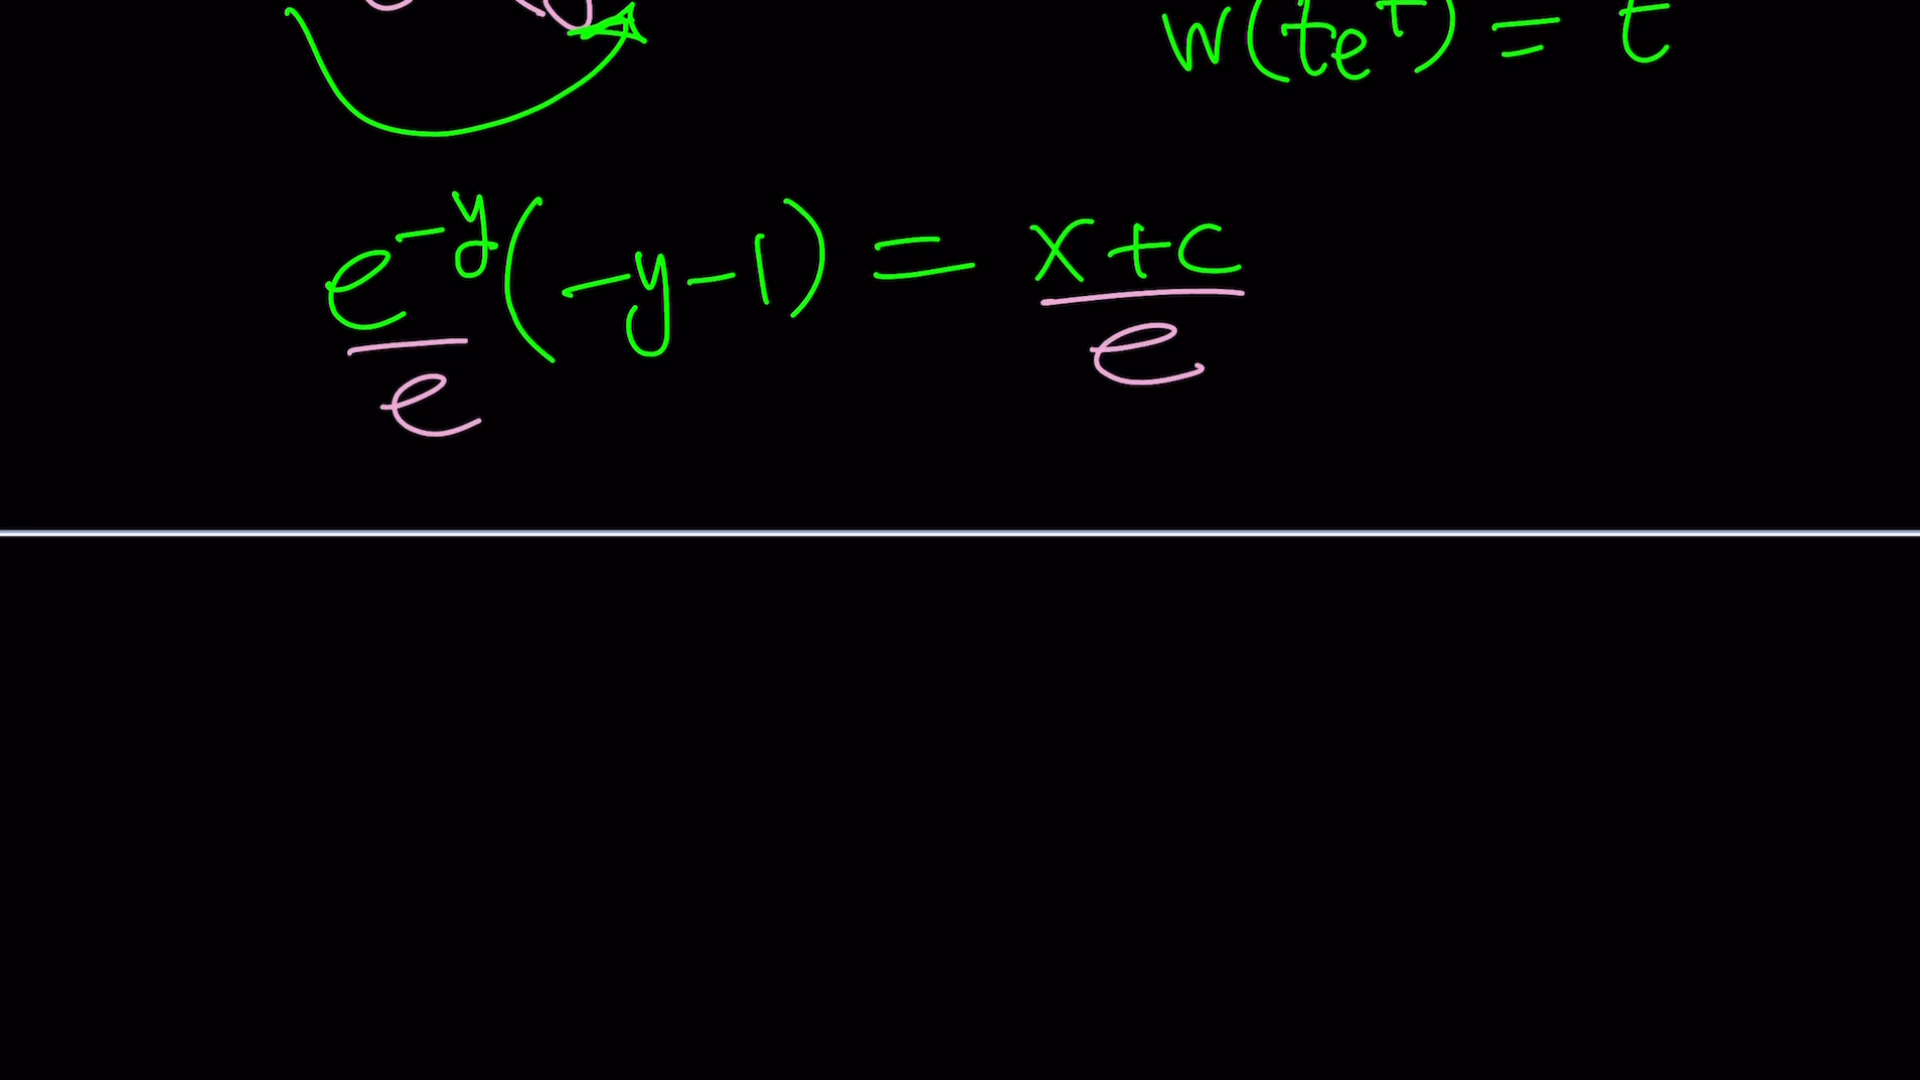 W(te^t) = t
e^-y/e (-y-1) = x+c/e